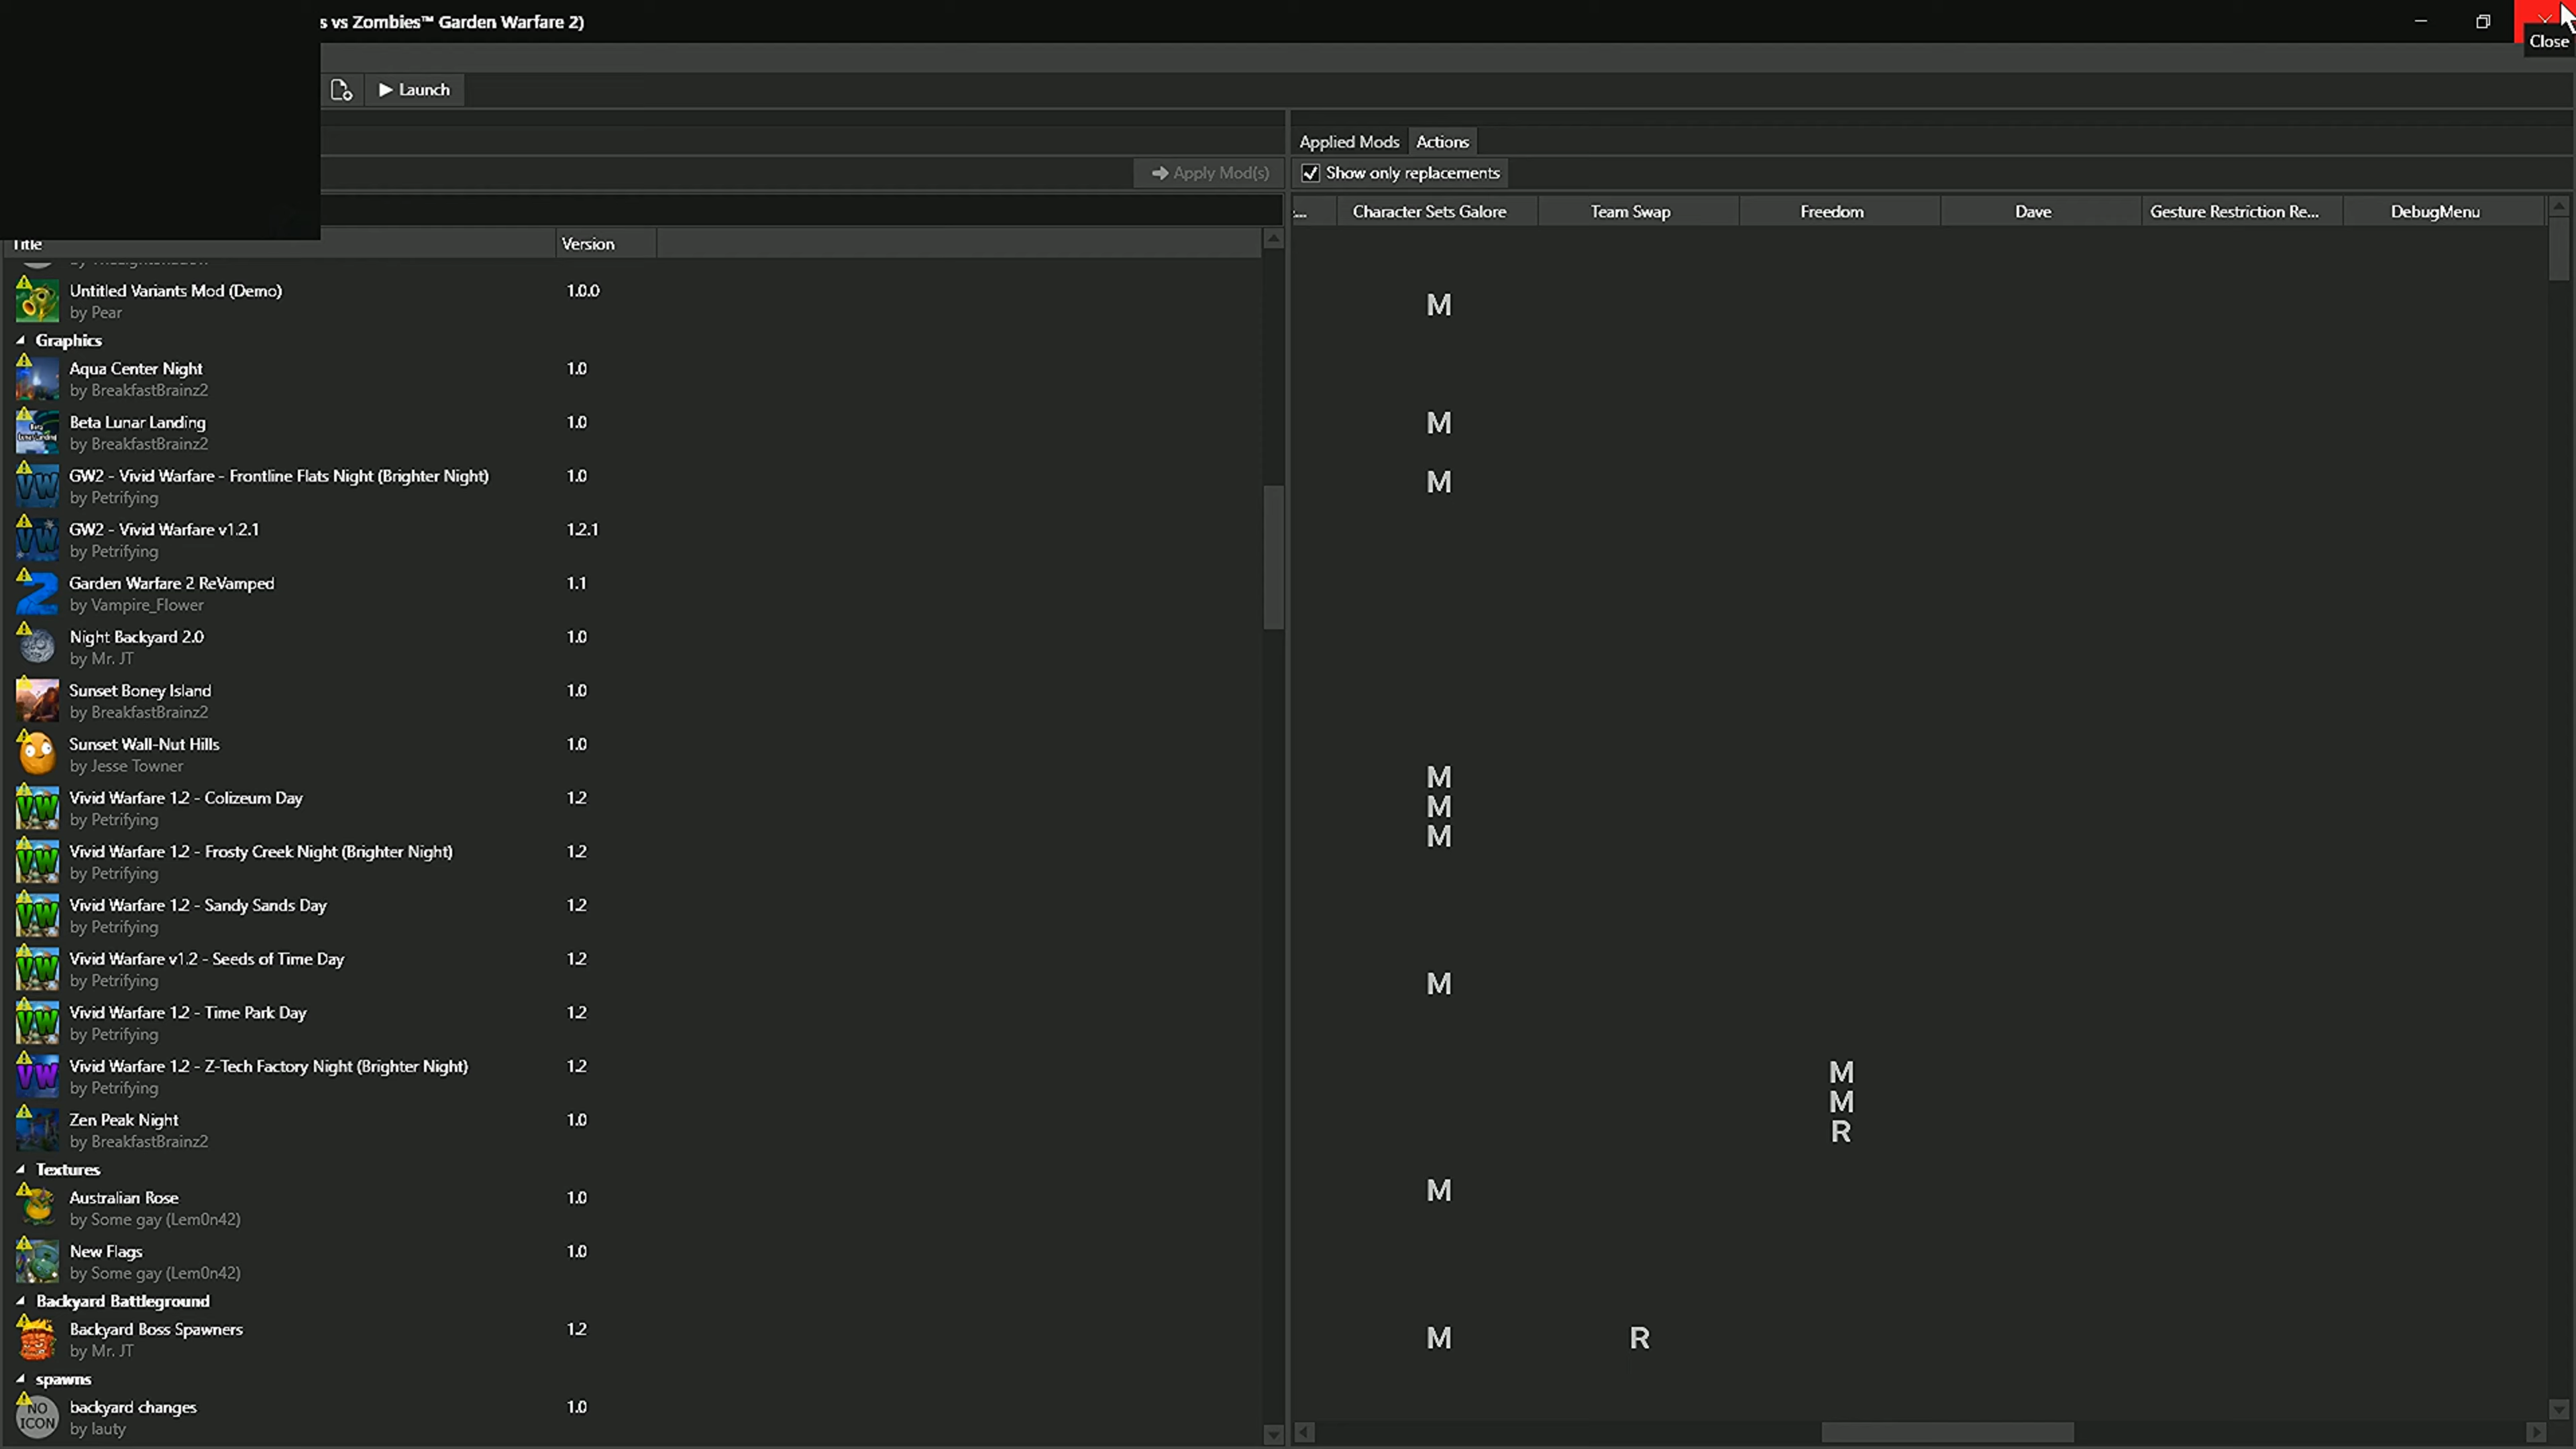 s vs Zombies™ Garden Warfare 2)
Close
Launch
Applied Mods Actions
Apply Mod(s)
Show only replacements
... Character Sets Galore Team Swap Freedom Dave Gesture Restriction Re... DebugMenu
Title Version
Untitled Variants Mod (Demo) 1.0.0
by Pear
Graphics
Aqua Center Night 1.0
by BreakfastBrainz2
Beta Lunar Landing 1.0
by BreakfastBrainz2
GW2 - Vivid Warfare - Frontline Flats Night (Brighter Night) 1.0
by Petrifying
GW2 - Vivid Warfare v1.2.1 1.2.1
by Petrifying
Garden Warfare 2 ReVamped 1.1
by Vampire_Flower
Night Backyard 2.0 1.0
by Mr. JT
Sunset Boney Island 1.0
by BreakfastBrainz2
Sunset Wall-Nut Hills 1.0
by Jesse Towner
Vivid Warfare 1.2 - Colizeum Day 1.2
by Petrifying
Vivid Warfare 1.2 - Frosty Creek Night (Brighter Night) 1.2
by Petrifying
Vivid Warfare 1.2 - Sandy Sands Day 1.2
by Petrifying
Vivid Warfare v1.2 - Seeds of Time Day 1.2
by Petrifying
Vivid Warfare 1.2 - Time Park Day 1.2
by Petrifying
Vivid Warfare 1.2 - Z-Tech Factory Night (Brighter Night) 1.2
by Petrifying
Zen Peak Night 1.0
by BreakfastBrainz2
Textures
Australian Rose 1.0
by Some gay (Lem0n42)
New Flags 1.0
by Some gay (Lem0n42)
Backyard Battleground
Backyard Boss Spawners 1.2
by Mr. JT
spawns
NO ICON
backyard changes 1.0
by lauty
M
M
M
M
M
M
M
M
M
R
M
M R